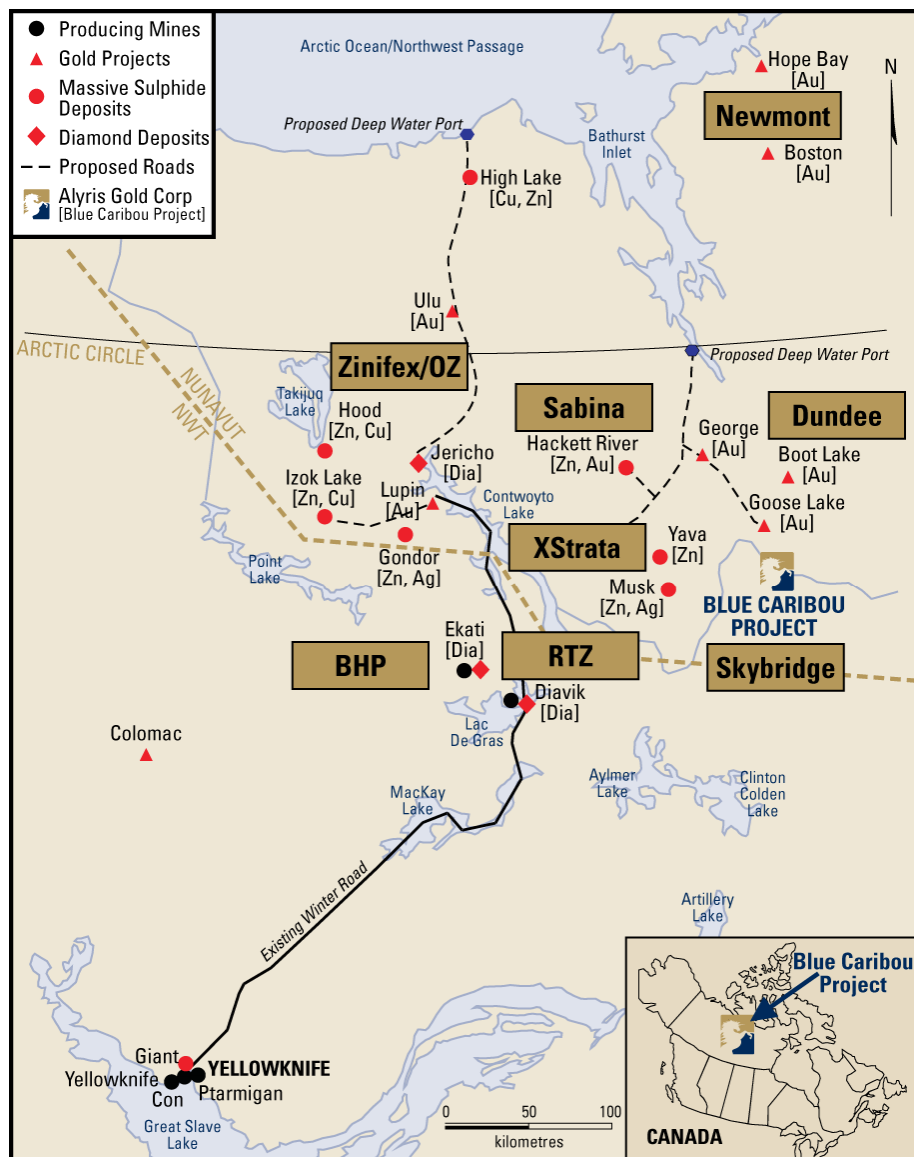 Producing Mines
Gold Projects
Massive Sulphide
Deposits
Diamond Deposits
Proposed Roads
Alyris Gold Corp
[Blue Caribou Project]
Arctic Ocean/Northwest Passage
Hope Bay
[Au]
N
Newmont
Proposed Deep Water Port
Bathurst
Inlet
Boston
[Au]
High Lake
[Cu, Zn]
Ulu
[Au]
ARCTIC CIRCLE
NUNAVUT
NWT
Zinifex/OZ
Proposed Deep Water Port
Takijuq
Lake
Hood
[Zn, Cu]
Sabina
Dundee
Hackett River
[Zn, Au]
George
[Au]
Jericho
[Dia]
Boot Lake
[Au]
Izok Lake
[Zn, Cu]
Lupin
[Au]
Contwoyto
Lake
Goose Lake
[Au]
XStrata
Yava
[Zn]
Gondor
[Zn, Ag]
Point
Lake
Musk
[Zn, Ag]
BLUE CARIBOU
PROJECT
Ekati
[Dia]
BHP
RTZ
Skybridge
Diavik
[Dia]
Lac
De Gras
Colomac
Aylmer
Lake
Clinton
Colden
Lake
MacKay
Lake
Existing Winter Road
Artillery
Lake
Blue Caribou
Project
Giant
YELLOWKNIFE
Yellowknife
Con
Ptarmigan
Great Slave
Lake
0 50 100
kilometres
CANADA